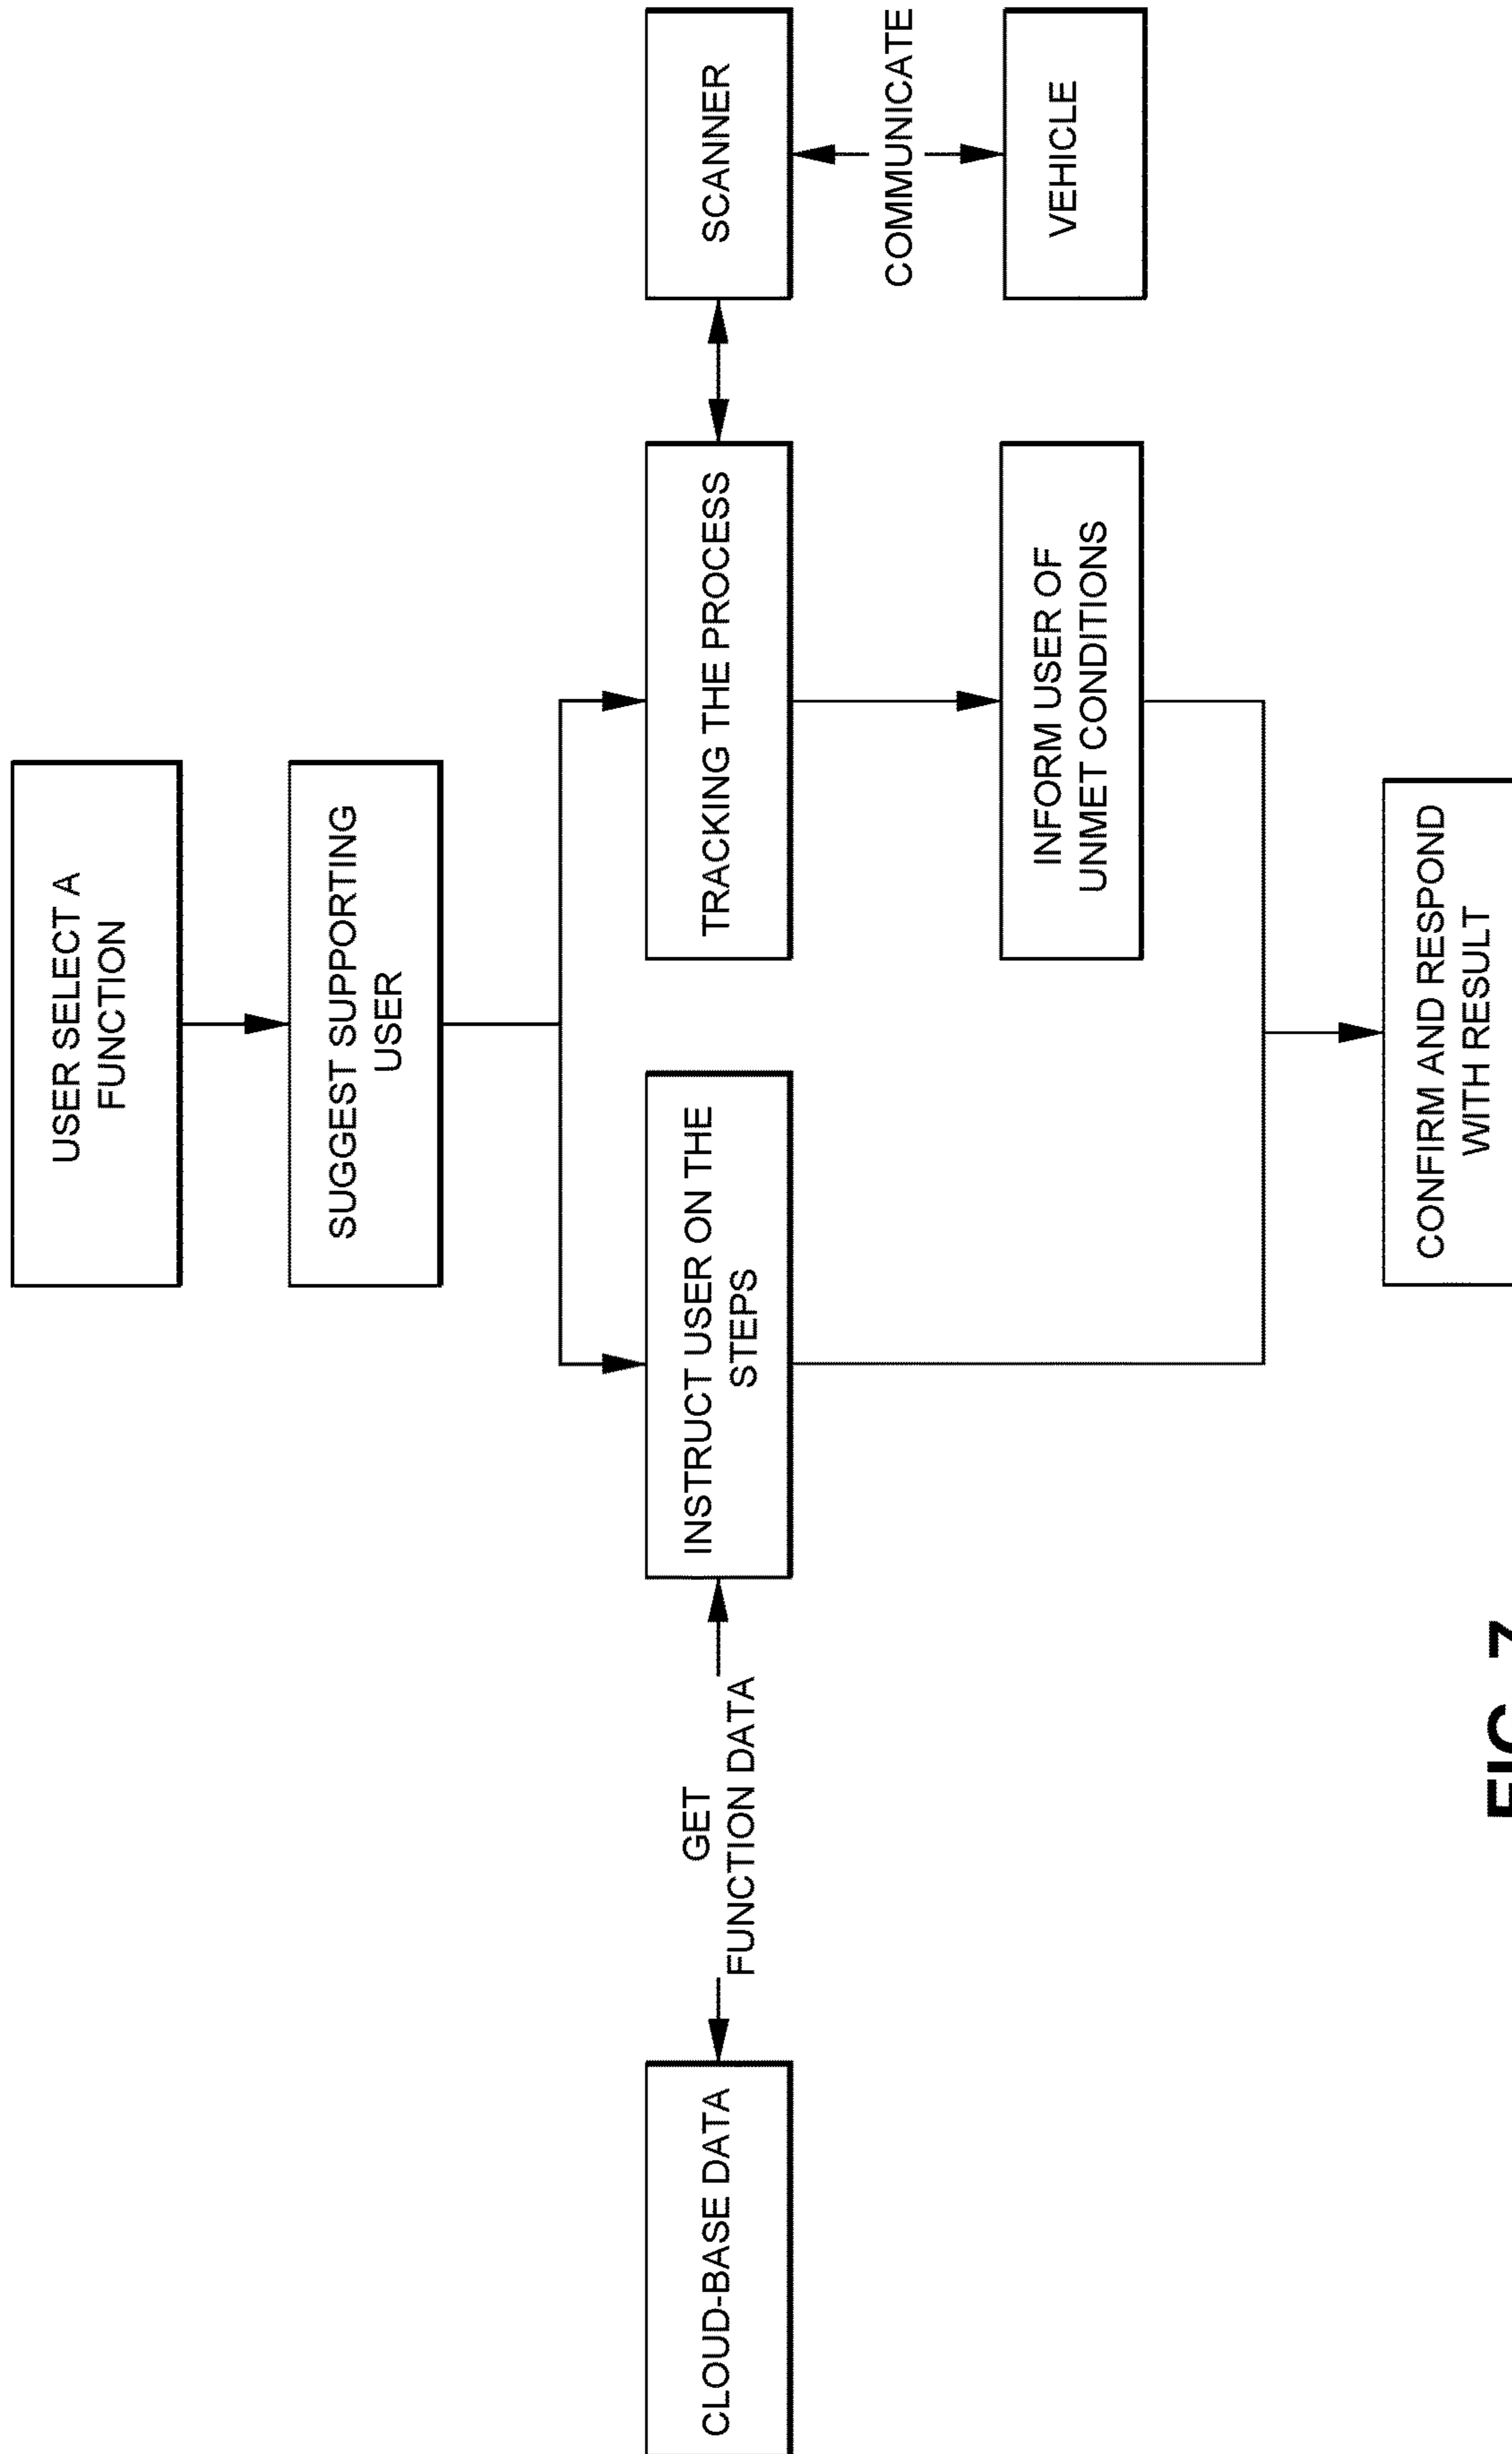 USER SELECT A
FUNCTION
SUGGEST SUPPORTING
USER
CLOUD-BASE DATA
GET
FUNCTION DATA
INSTRUCT USER ON THE
STEPS
TRACKING THE PROCESS
SCANNER
COMMUNICATE
INFORM USER OF
UNMET CONDITIONS
VEHICLE
CONFIRM AND RESPOND
WITH RESULT